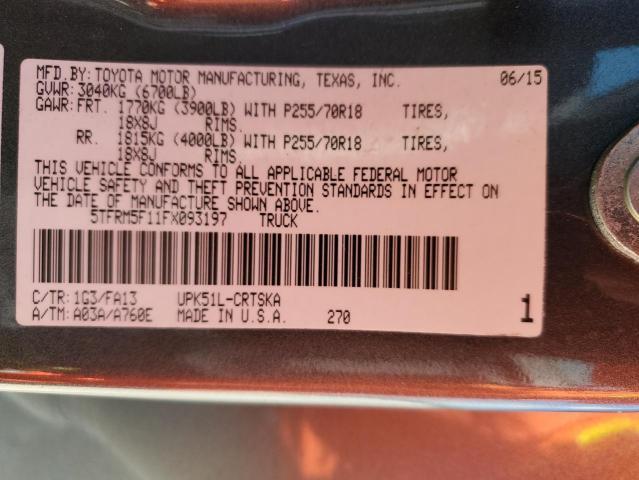 MFD.BY: TOYOTA MOTOR MANUFACTURING, TEXAS, INC. 06/15
GVWR: 3040KG (6700LB)
GAWR: FRT. 1770KG (3900LB) WITH P255/70R18 TIRES,
18X8J RIMS.
RR. 1815KG (4000LB) WITH P255/70R18 TIRES,
18X8J RIMS.
THIS VEHICLE CONFORMS TO ALL APPLICABLE FEDERAL MOTOR
VEHICLE SAFETY AND THEFT PREVENTION STANDARDS IN EFFECT ON
THE DATE OF MANUFACTURE SHOWN ABOVE.
5TFRM5F11FX093197 TRUCK
C/TR: 1G3/FA13 UPK51L-CRTSKA
A/TM: A03A/A760E MADE IN U.S.A. 270 1